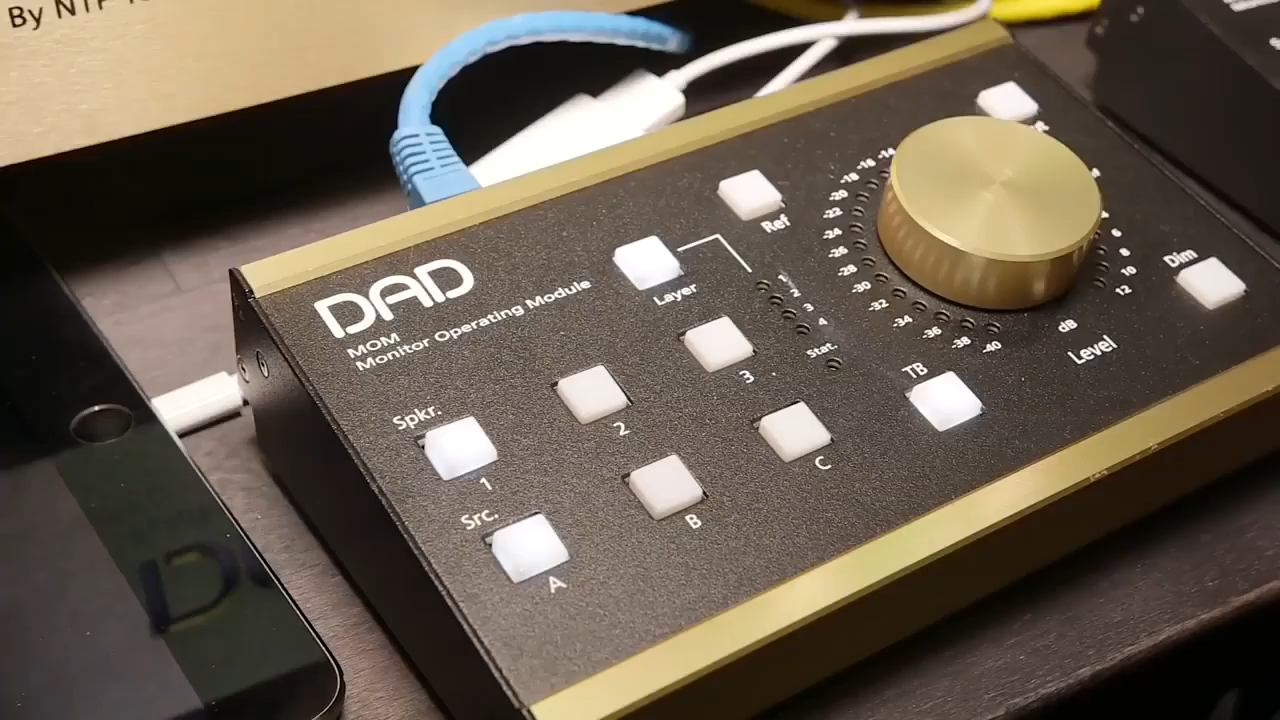 By NTP
DAD
MOM
Monitor Operating Module
Layer
Ref
1
2
3
4
Stat.
-14
-16
-18
-20
-22
-24
-26
-28
-30
-32
-34
-36
-38
-40
6
8
10
12
dB
Level
Dim
TB
Spkr.
1
2
3
Src.
A
B
C